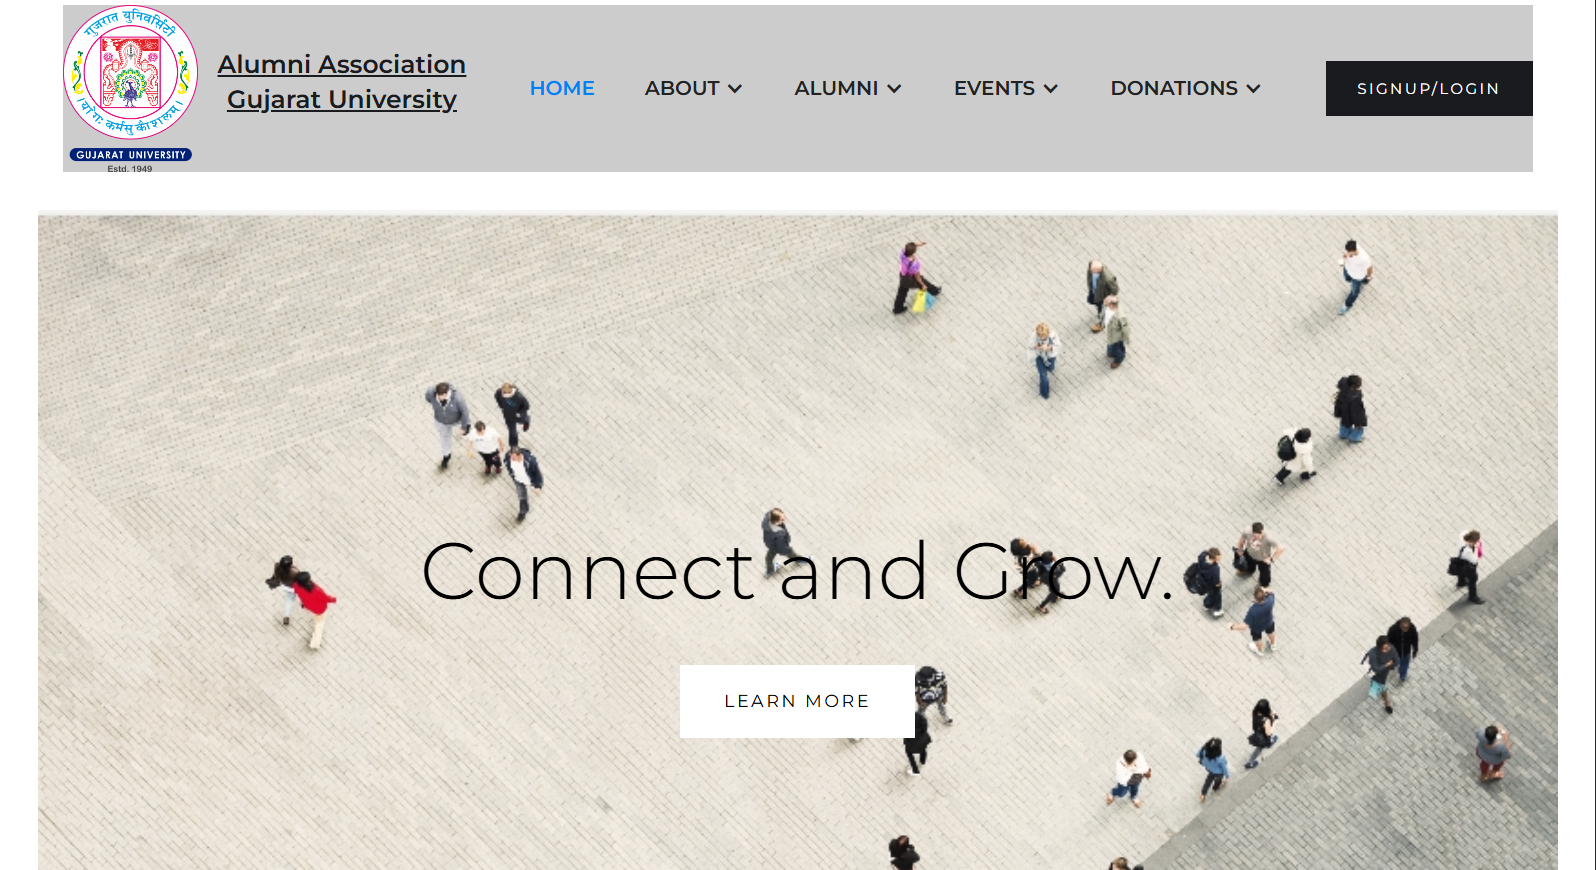 गुजरात युनिवर्सिटी
योगः कर्मसु कौशलम्
GUJARAT UNIVERSITY
Estd. 1949
Alumni Association
Gujarat University
HOME ABOUT ALUMNI EVENTS DONATIONS SIGNUP/LOGIN
Connect and Grow.
LEARN MORE